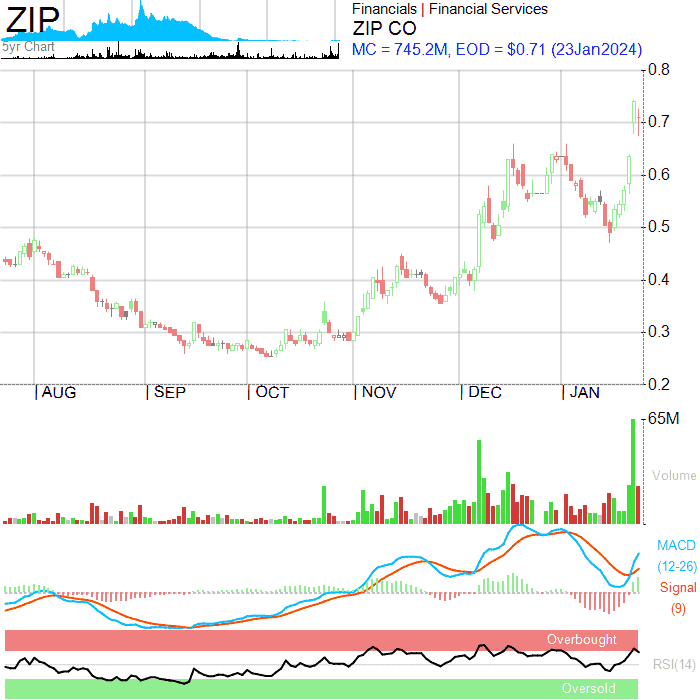 ZIP
5yr Chart
Financials | Financial Services
ZIP CO
MC = 745.2M, EOD = $0.71 (23Jan2024)
0.8
0.7
0.6
0.5
0.4
0.3
0.2
AUG SEP OCT NOV DEC JAN
65M
Volume
MACD
(12-26)
Signal
(9)
Overbought
RSI(14)
Oversold